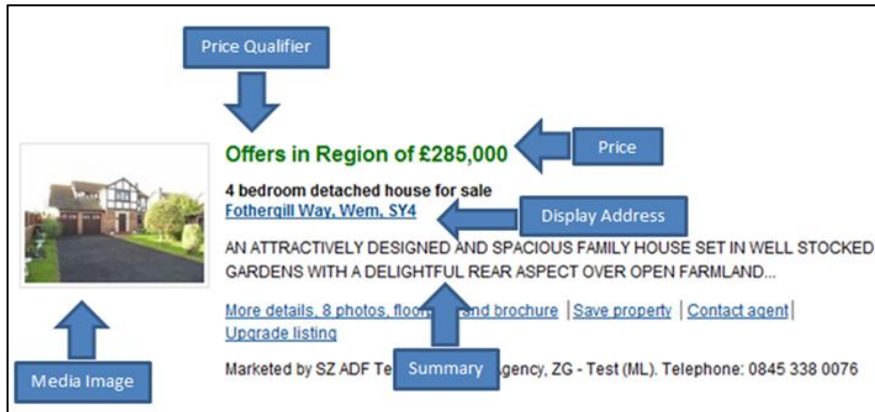 Price Qualifier
Offers in Region of £285,000
Price
4 bedroom detached house for sale
Fothergill Way, Wem, SY4
Display Address
AN ATTRACTIVELY DESIGNED AND SPACIOUS FAMILY HOUSE SET IN WELL STOCKED
GARDENS WITH A DELIGHTFUL REAR ASPECT OVER OPEN FARMLAND...
More details, 8 photos, and brochure | Save property | Contact agent |
Upgrade listing
Marketed by SZ ADF gency, ZG - Test (ML). Telephone: 0845 338 0076
Summary
Media Image